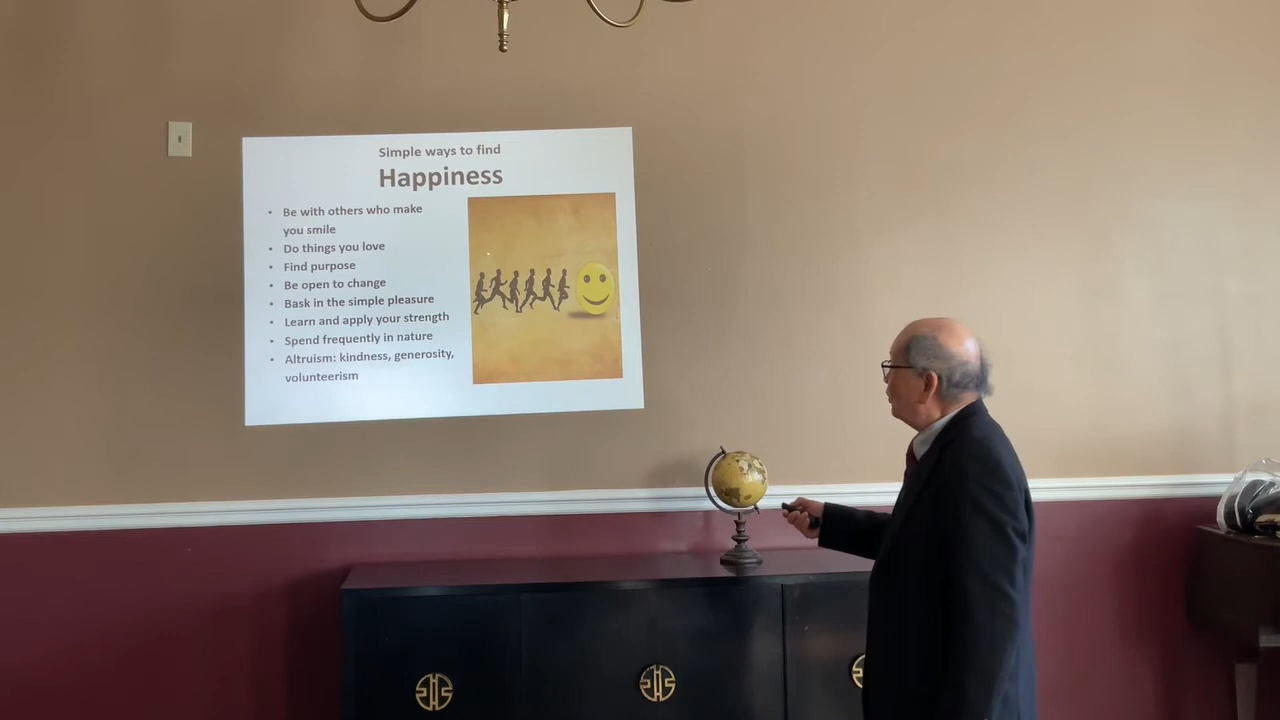 Simple ways to find
Happiness
• Be with others who make
you smile
• Do things you love
• Find purpose
• Be open to change
• Bask in the simple pleasure
• Learn and apply your strength
• Spend frequently in nature
• Altruism: kindness, generosity,
volunteerism